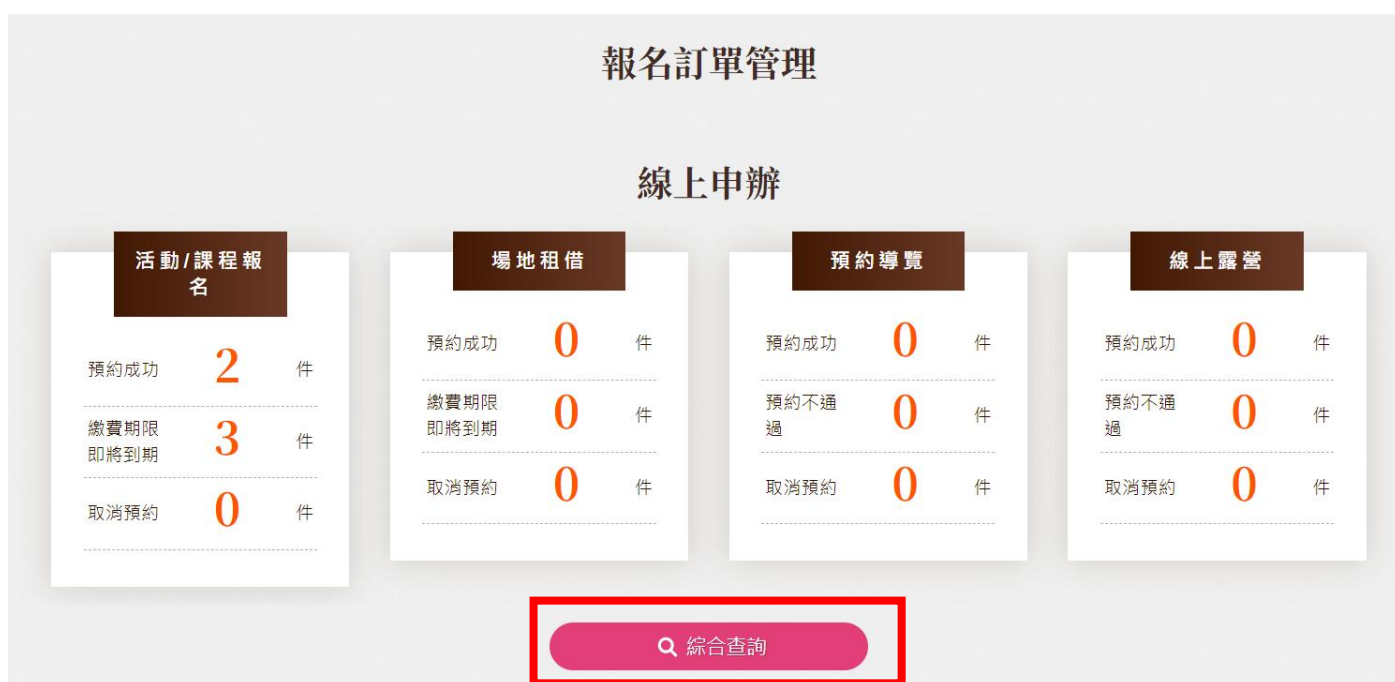 報名訂單管理
線上申辦
活動/課程報
名
預約成功 2 件
繳費期限
即將到期 3 件
取消預約 0 件
場地租借
預約成功 0 件
繳費期限
即將到期 0 件
取消預約 0 件
預約導覽
預約成功 0 件
預約不通
過 0 件
取消預約 0 件
線上露營
預約成功 0 件
預約不通
過 0 件
取消預約 0 件
綜合查詢